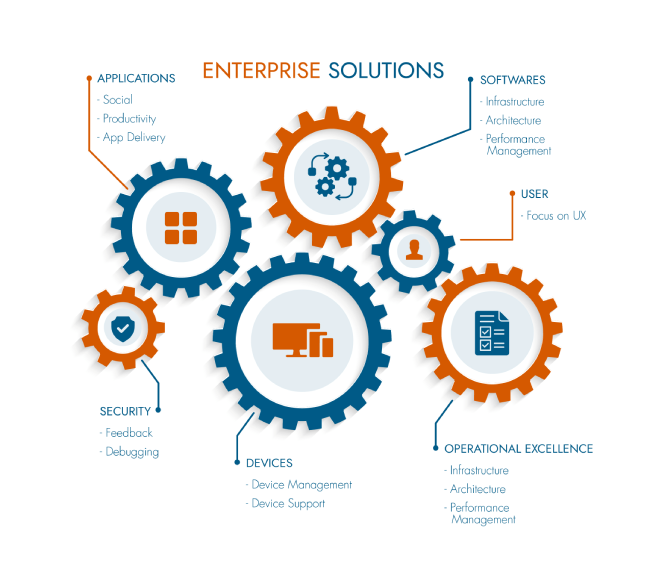 ENTERPRISE SOLUTIONS
APPLICATIONS
- Social
- Productivity
- App Delivery
SOFTWARES
- Infrastructure
- Architecture
- Performance
Management
USER
- Focus on UX
SECURITY
- Feedback
- Debugging
DEVICES
- Device Management
- Device Support
OPERATIONAL EXCELLENCE
- Infrastructure
- Architecture
- Performance
Management